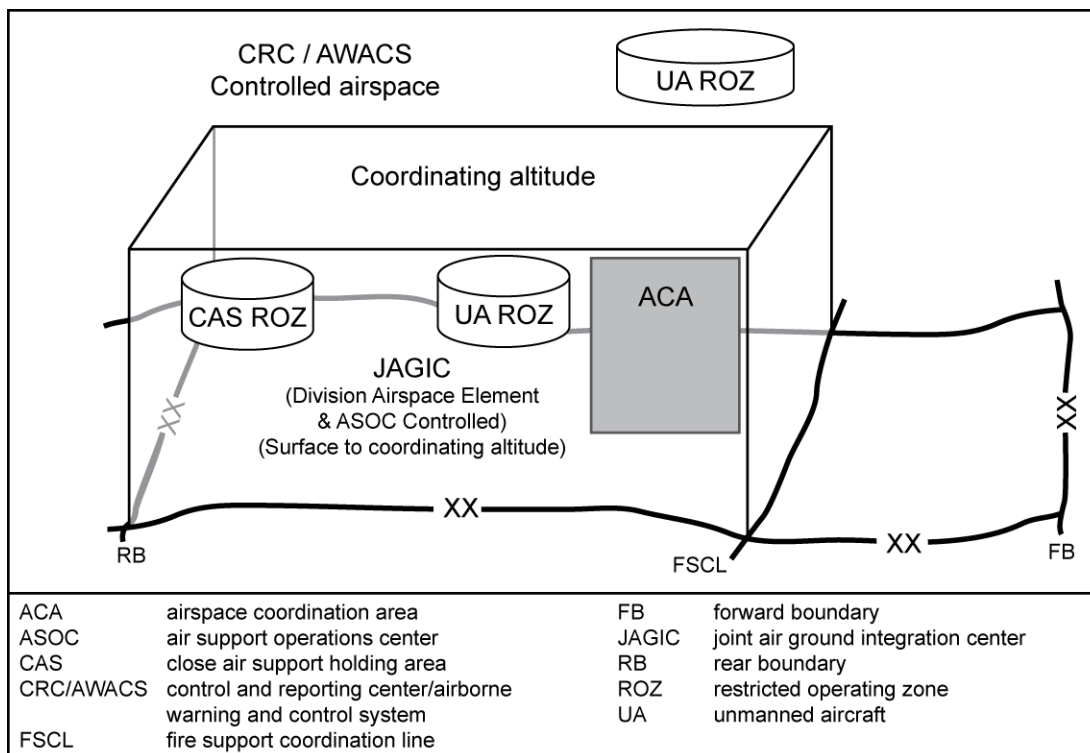 CRC / AWACS
Controlled airspace
UA ROZ
Coordinating altitude
CAS ROZ
UA ROZ
ACA
JAGIC
(Division Airspace Element
& ASOC Controlled)
(Surface to coordinating altitude)
XX
XX
XX
XX
RB
FSCL
FB
ACA airspace coordination area
ASOC air support operations center
CAS close air support holding area
CRC/AWACS control and reporting center/airborne
warning and control system
FSCL fire support coordination line
FB forward boundary
JAGIC joint air ground integration center
RB rear boundary
ROZ restricted operating zone
UA unmanned aircraft